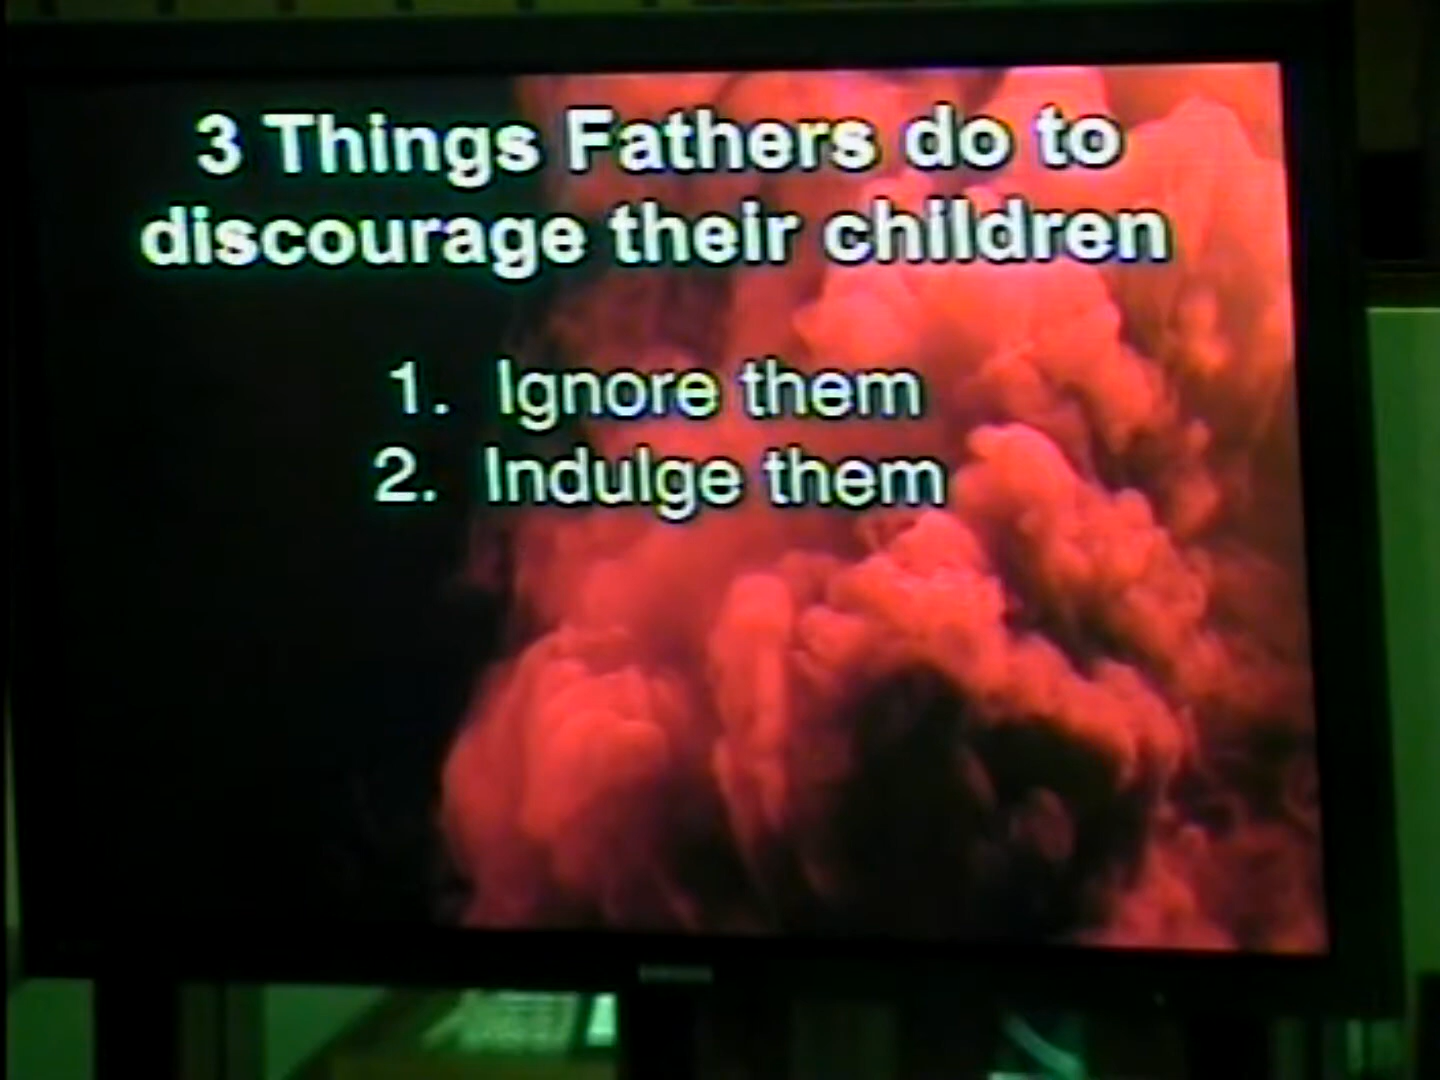 3 Things Fathers do to
discourage their children
1. Ignore them
2. Indulge them